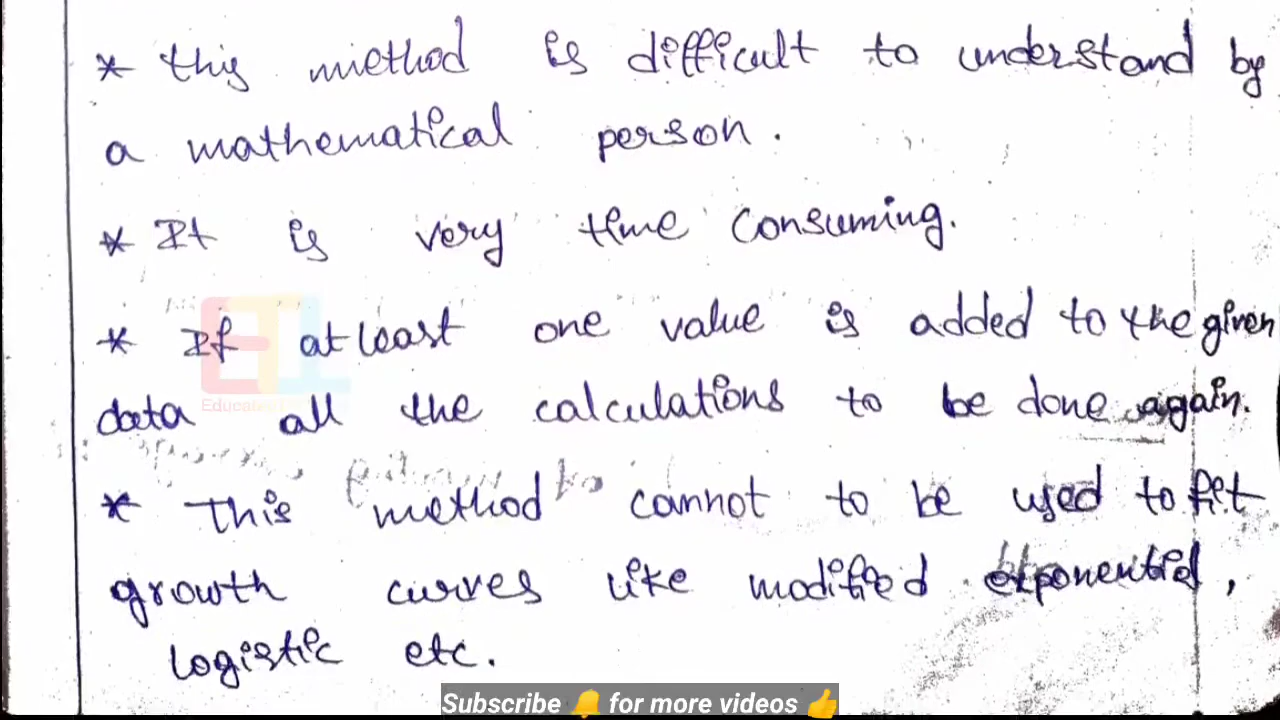 * this method is difficult to understand by
a mathematical person.
* It is very time consuming.
* If atleast one value is added to the given
data all the calculations to be done again.
* This method cannot to be used to fit
growth curves like modified exponential,
logistic etc.
Subscribe 🔔 for more videos 👍